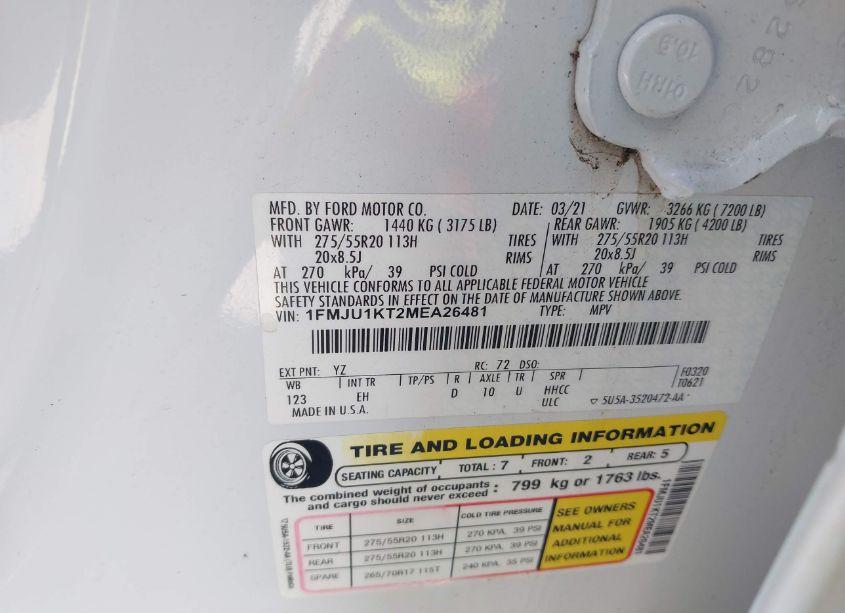 01RH
10.9
MFD. BY FORD MOTOR CO. DATE: 03/21 GVWR: 3266 KG ( 7200 LB)
FRONT GAWR: 1440 KG ( 3175 LB) REAR GAWR: 1905 KG ( 4200 LB)
WITH 275/55R20 113H TIRES WITH 275/55R20 113H TIRES
20x8.5J RIMS 20x8.5J RIMS
AT 270 kPa/ 39 PSI COLD AT 270 kPa/ 39 PSI COLD
THIS VEHICLE CONFORMS TO ALL APPLICABLE FEDERAL MOTOR VEHICLE
SAFETY STANDARDS IN EFFECT ON THE DATE OF MANUFACTURE SHOWN ABOVE.
VIN: 1FMJU1KT2MEA26481 TYPE: MPV
EXT PNT: YZ RC: 72 DSO:
WB INT TR TP/PS R AXLE TR SPR F0320
123 EH D 10 U HHCC T0621
MADE IN U.S.A. ULC 5U5A-3520472-AA
TIRE AND LOADING INFORMATION
SEATING CAPACITY TOTAL : 7 FRONT: 2 REAR: 5
The combined weight of occupants
and cargo should never exceed : 799 kg or 1763 lbs.
TIRE SIZE COLD TIRE PRESSURE
FRONT 275/55R20 113H 270 KPA, 39 PSI
REAR 275/55R20 113H 270 KPA, 39 PSI
SPARE 265/70R17 115T 240 KPA, 35 PSI
SEE OWNERS
MANUAL FOR
ADDITIONAL
INFORMATION
1FMJU1KT2MEA26481